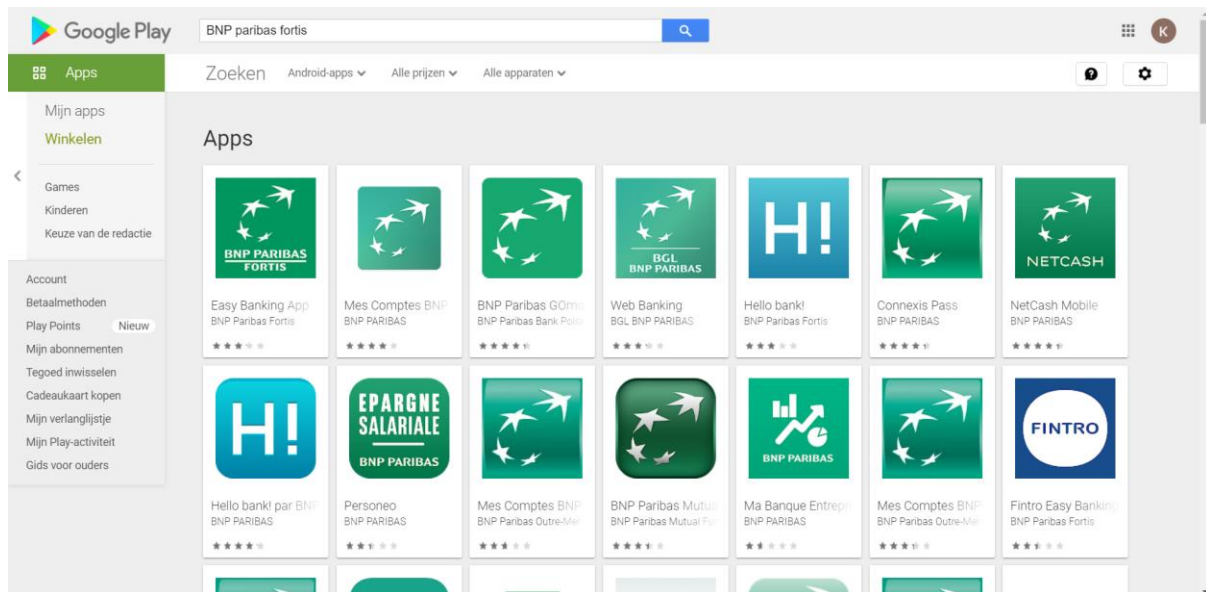 Google Play
BNP paribas fortis
K
Apps
Zoeken Android-apps Alle prijzen Alle apparaten
Mijn apps
Winkelen
Games
Kinderen
Keuze van de redactie
Account
Betaalmethoden
Play Points Nieuw
Mijn abonnementen
Tegoed inwisselen
Cadeaukaart kopen
Mijn verlanglijstje
Mijn Play-activiteit
Gids voor ouders
Apps
BNP PARIBAS
FORTIS
Easy Banking App
BNP Paribas Fortis
Mes Comptes BNP
BNP PARIBAS
BNP Paribas GOm
BNP Paribas Bank
BGL
BNP PARIBAS
Web Banking
BGL BNP PARIBAS
H!
Hello bank!
BNP Paribas Fortis
Connexis Pass
BNP PARIBAS
NETCASH
NetCash Mobile
BNP PARIBAS
H!
Hello bank! par BNP
BNP PARIBAS
EPARGNE
SALARIALE
BNP PARIBAS
Personeo
BNP PARIBAS
Mes Comptes BNP
BNP Paribas Outre-Mer
BNP Paribas Mutu
BNP Paribas Mutual Fun
BNP PARIBAS
Ma Banque Entrepr
BNP PARIBAS
Mes Comptes BNP
BNP Paribas Outre-Mer
FINTRO
Fintro Easy Banking
BNP Paribas Fortis